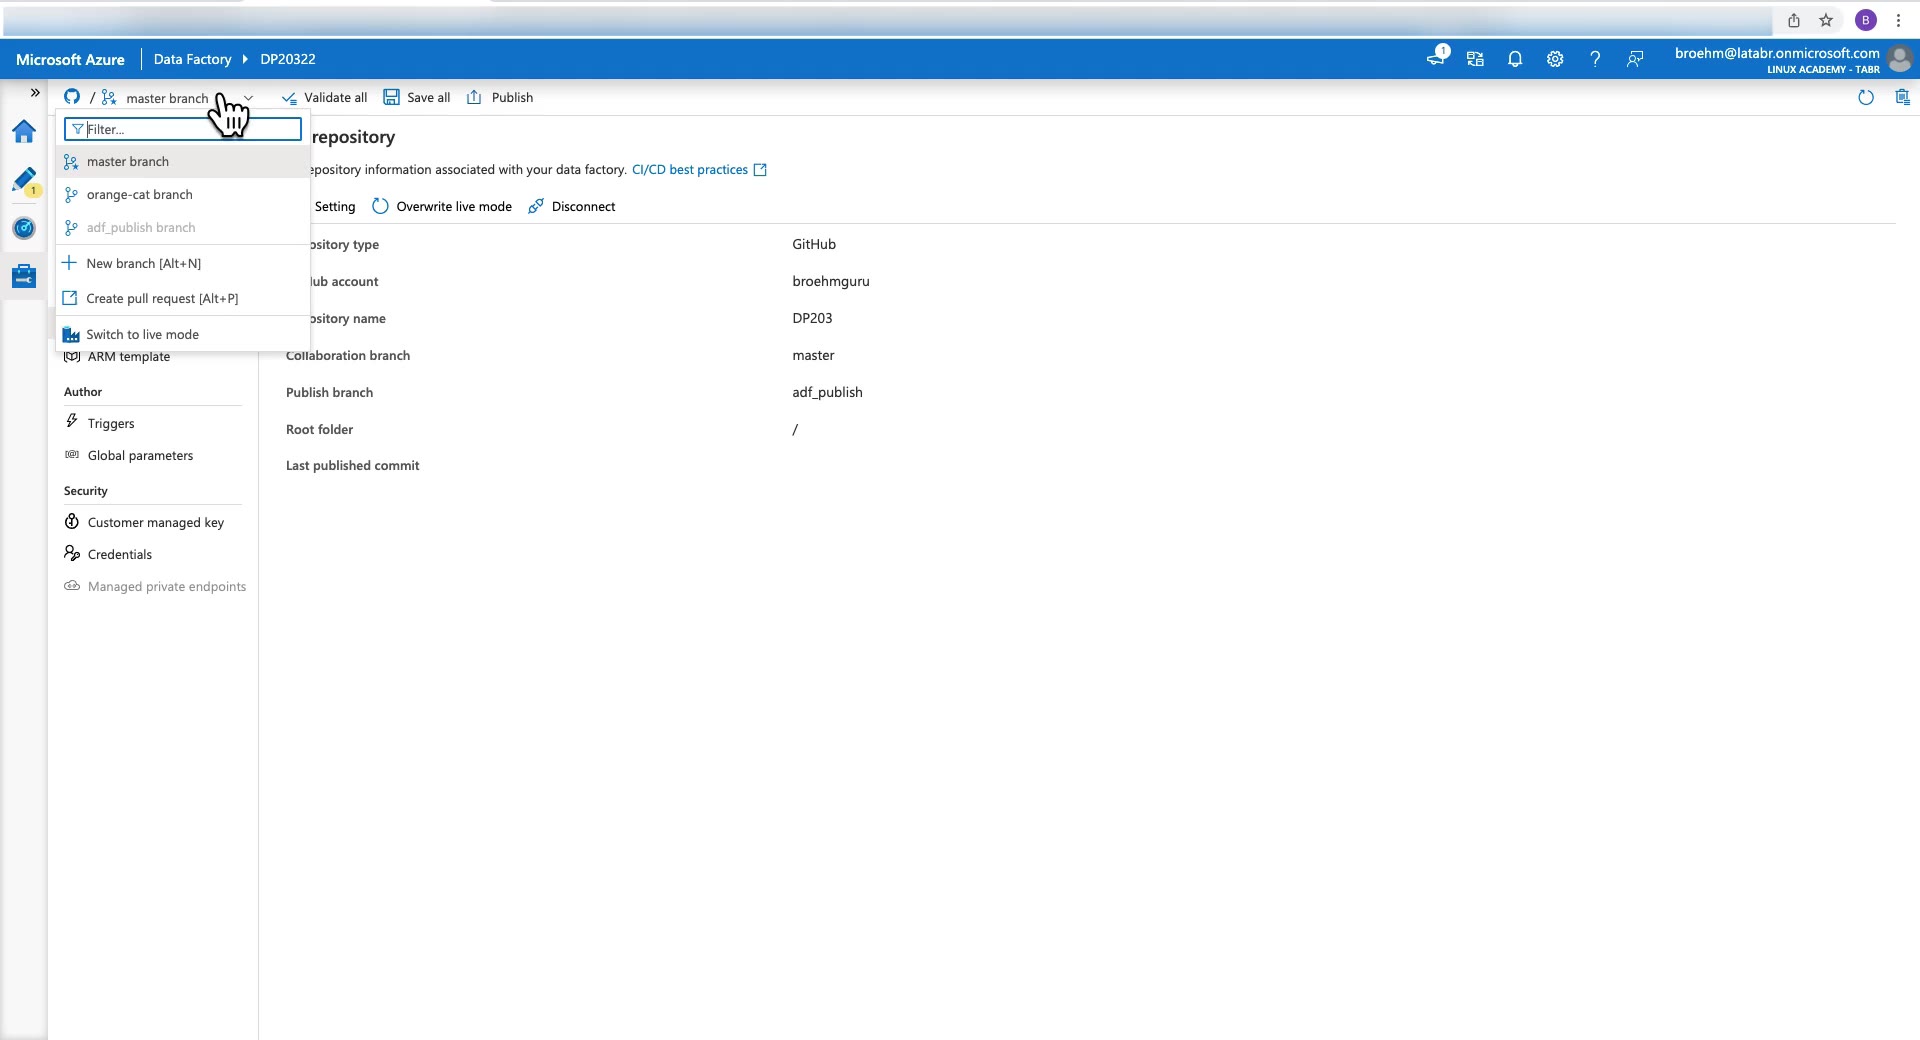 B
Microsoft Azure
Data Factory
DP20322
1
?
broehm@latabr.onmicrosoft.com
LINUX ACADEMY - TABR
»
/
master branch
Validate all
Save all
Publish
Filter...
repository
master branch
epository information associated with your data factory.
CI/CD best practices
1
orange-cat branch
Setting
Overwrite live mode
Disconnect
adf_publish branch
ository type
GitHub
New branch [Alt+N]
ub account
broehmguru
Create pull request [Alt+P]
ository name
DP203
Switch to live mode
ARM template
Collaboration branch
master
Author
Publish branch
adf_publish
Triggers
Root folder
/
Global parameters
Last published commit
Security
Customer managed key
Credentials
Managed private endpoints